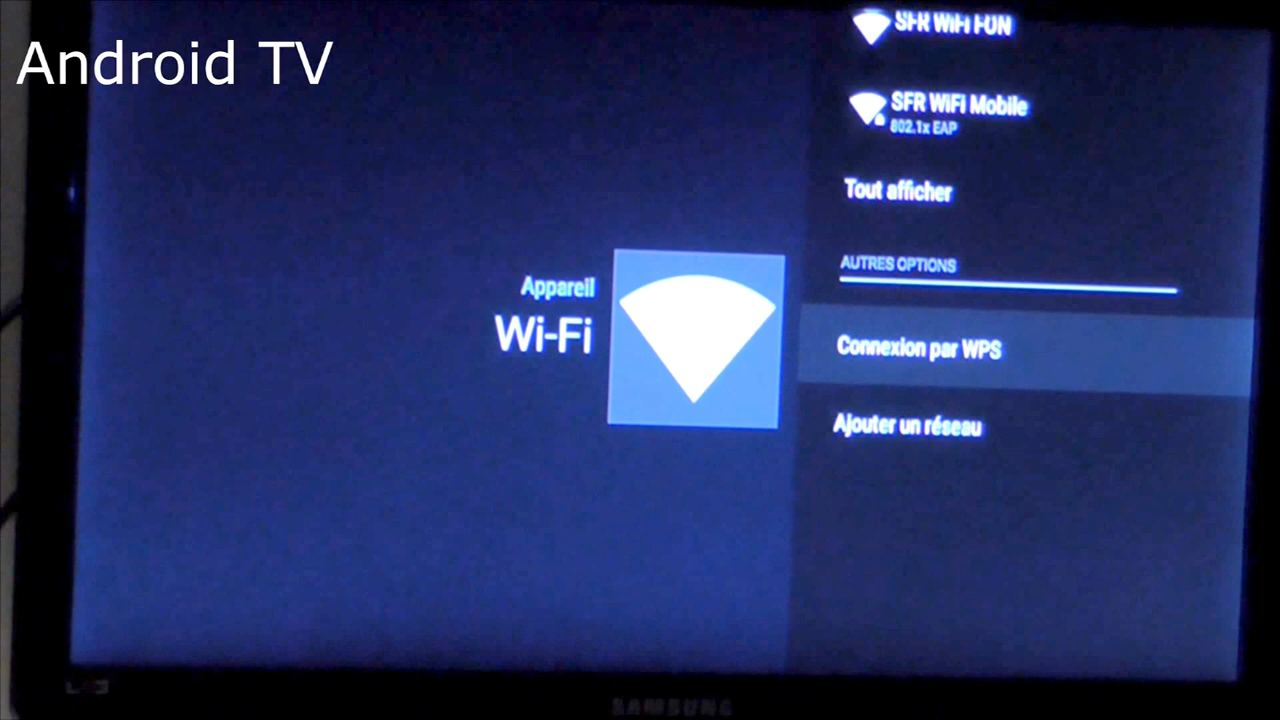 Android TV
SFR WiFi FON
SFR WiFi Mobile
802.1x EAP
Tout afficher
AUTRES OPTIONS
Appareil
Wi-Fi
Connexion par WPS
Ajouter un réseau
SAMSUNG